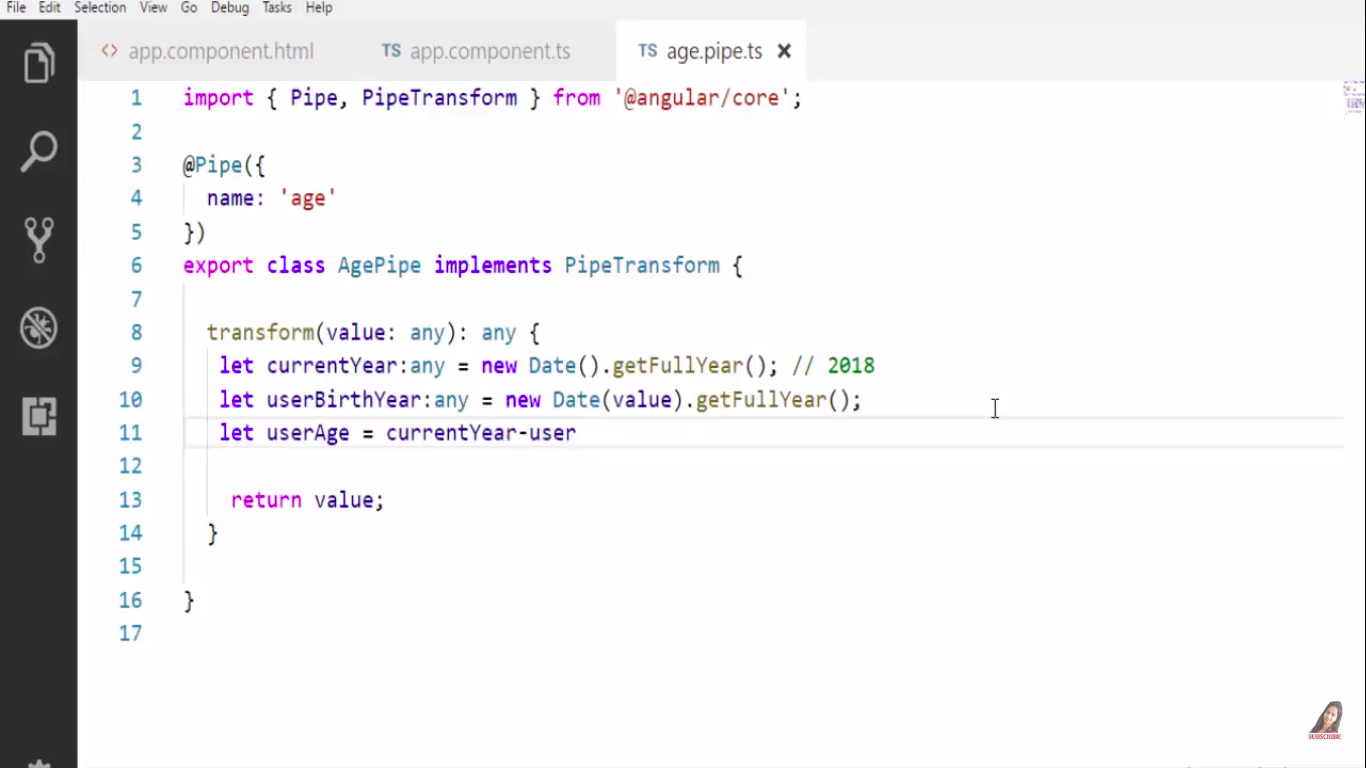 File Edit Selection View Go Debug Tasks Help
<> app.component.html TS app.component.ts TS age.pipe.ts ×
1 import { Pipe, PipeTransform } from '@angular/core';
2
3 @Pipe({
4 name: 'age'
5 })
6 export class AgePipe implements PipeTransform {
7
8 transform(value: any): any {
9 let currentYear:any = new Date().getFullYear(); // 2018
10 let userBirthYear:any = new Date(value).getFullYear();
11 let userAge = currentYear-user
12
13 return value;
14 }
15
16 }
17
SUBSCRIBE